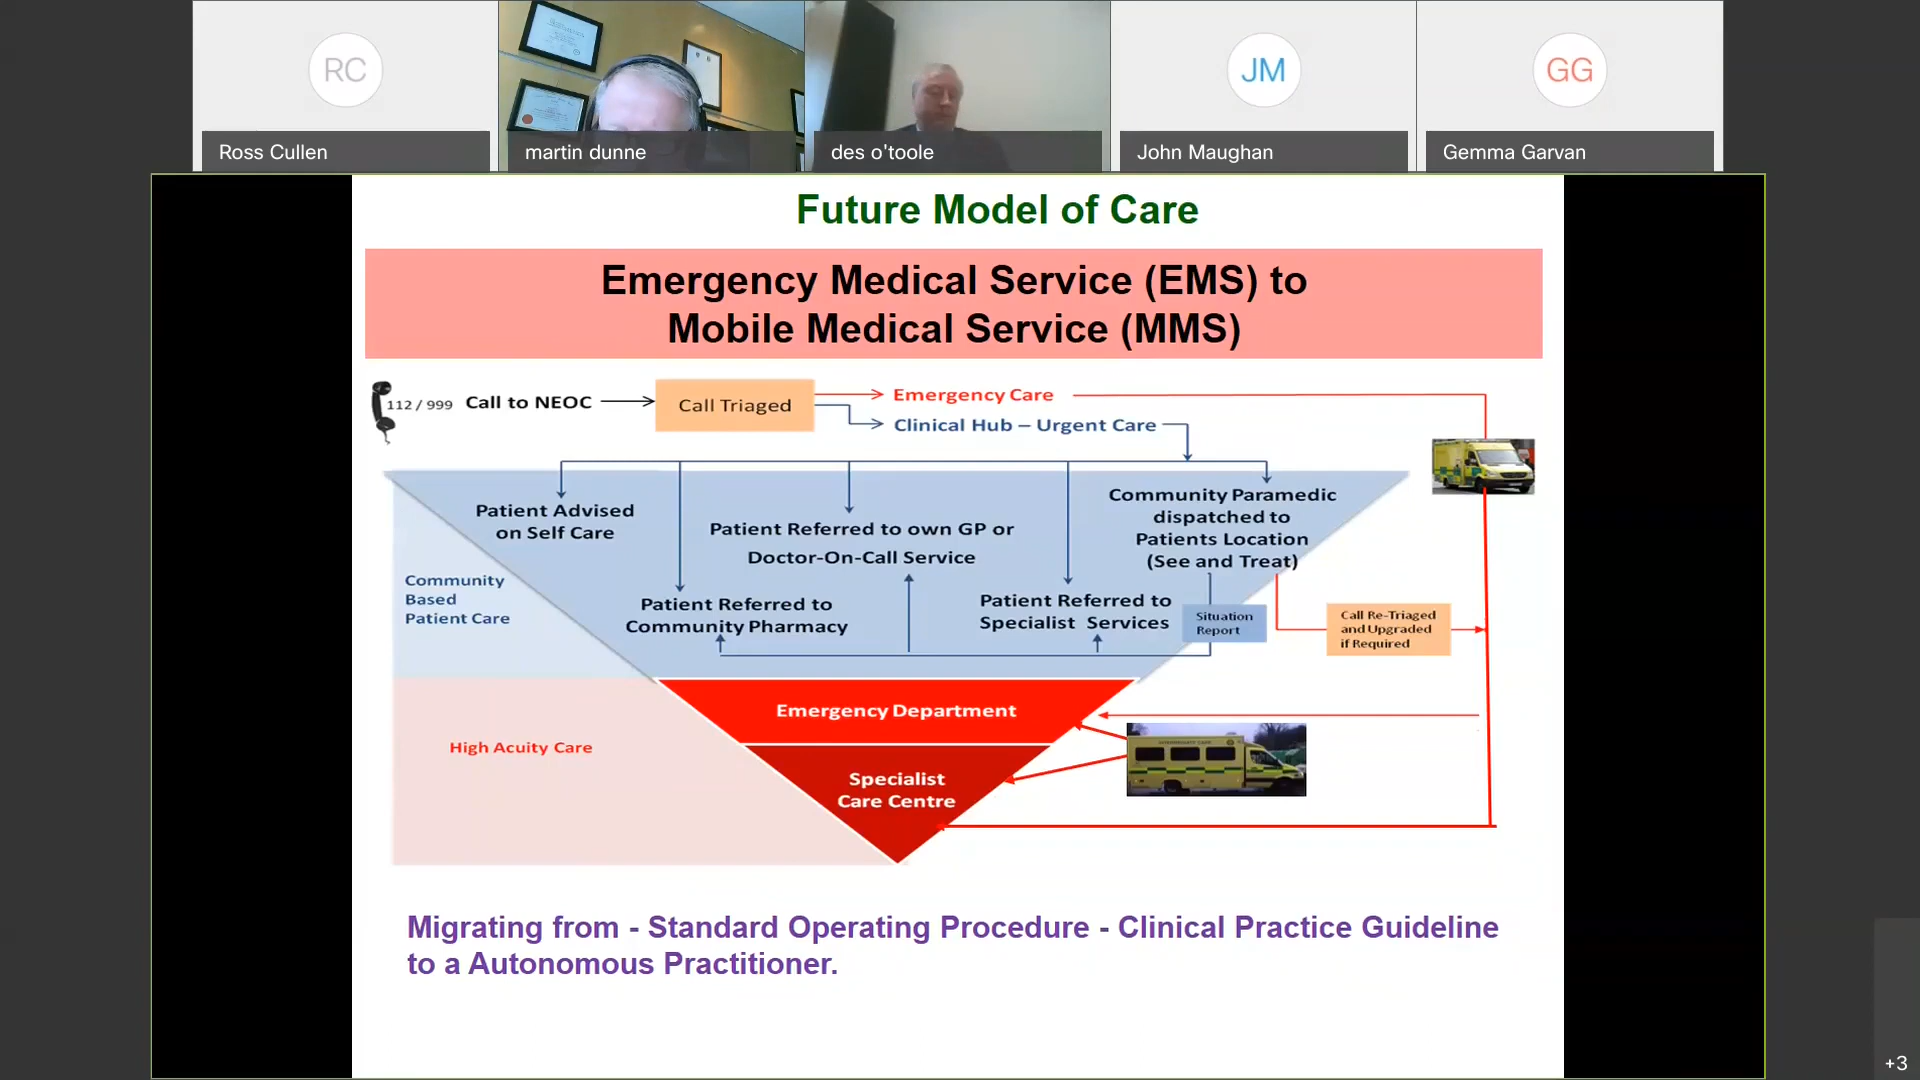 RC
JM
GG
Ross Cullen
martin dunne
des o'toole
John Maughan
Gemma Garvan
Future Model of Care
Emergency Medical Service (EMS) to
Mobile Medical Service (MMS)
112 / 999
Call to NEOC
Call Triaged
Emergency Care
Clinical Hub – Urgent Care
Patient Advised
on Self Care
Patient Referred to own GP or
Doctor-On-Call Service
Community Paramedic
dispatched to
Patients Location
(See and Treat)
Community
Based
Patient Care
Patient Referred to
Community Pharmacy
Patient Referred to
Specialist Services
Situation
Report
Call Re-Triaged
and Upgraded
if Required
Emergency Department
High Acuity Care
Specialist
Care Centre
Migrating from - Standard Operating Procedure - Clinical Practice Guideline
to a Autonomous Practitioner.
+3